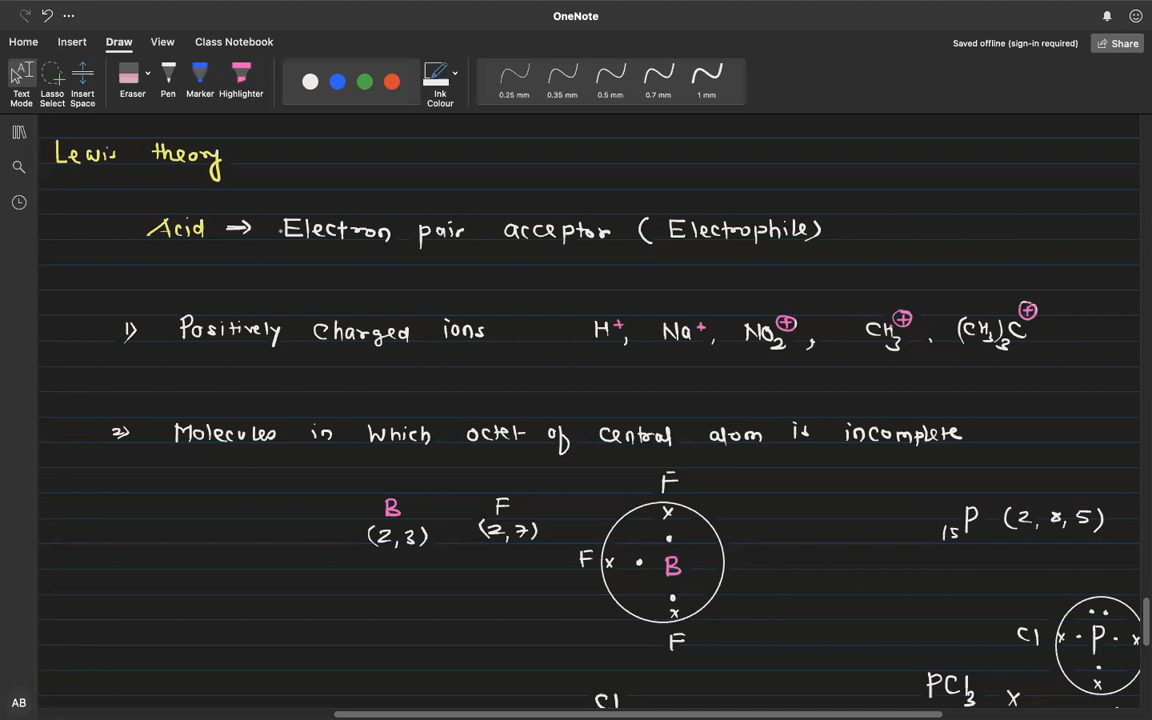 OneNote
Home Insert Draw View Class Notebook
Saved offline (sign-in required) Share
Text Mode Lasso Select Insert Space Eraser Pen Marker Highlighter Ink Colour 0.25 mm 0.35 mm 0.5 mm 0.7 mm 1 mm
Lewis theory
Acid → Electron pair acceptor (Electrophile)
1) Positively Charged ions H+, Na+, NO2⊕, CH3⊕, (CH3)3C⊕
2) Molecules in which octet of central atom is incomplete
F
B F
(2,3) (2,7)
15P (2, 8, 5)
F x • B
F
Cl x • P • x
PCl3 x
Cl
AB